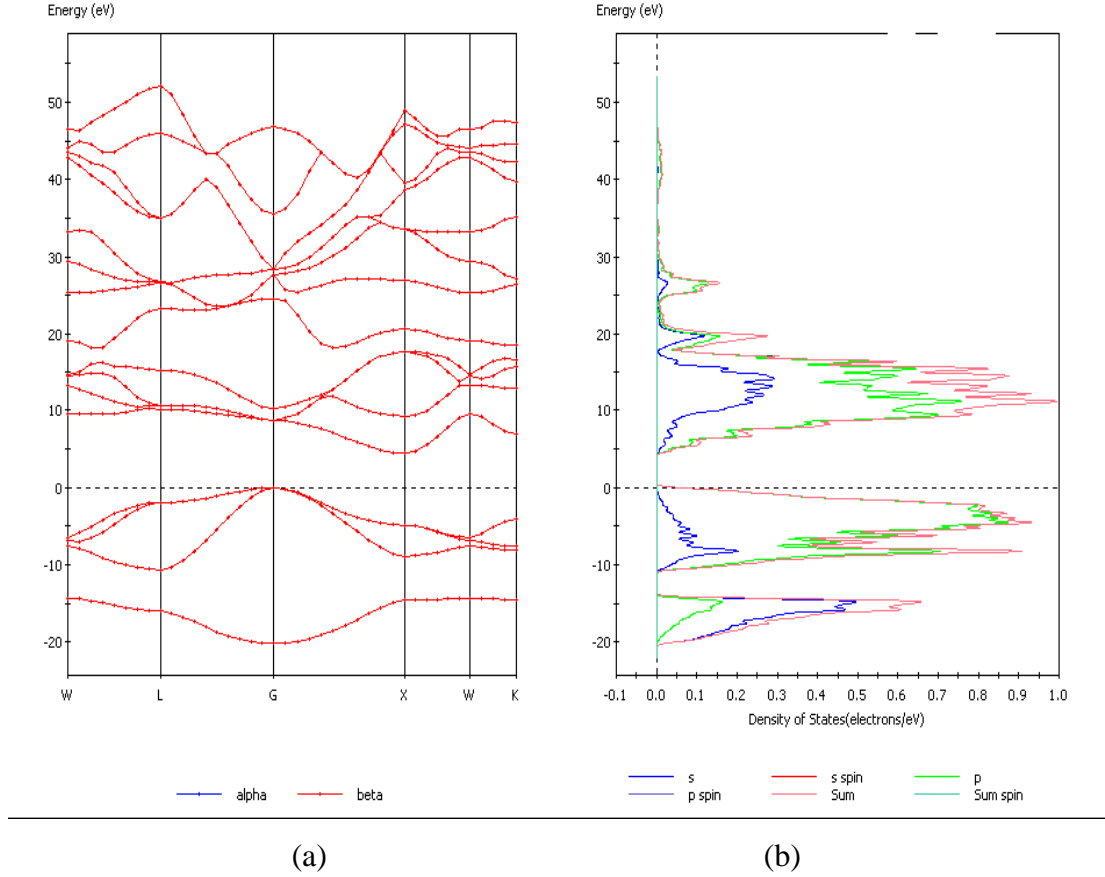 Energy (eV)
50
40
30
20
10
0
-10
-20
W L G X W K
alpha beta
Energy (eV)
50
40
30
20
10
0
-10
-20
-0.1 0.0 0.1 0.2 0.3 0.4 0.5 0.6 0.7 0.8 0.9 1.0
Density of States(electrons/eV)
s s spin p
p spin Sum Sum spin
(a) (b)